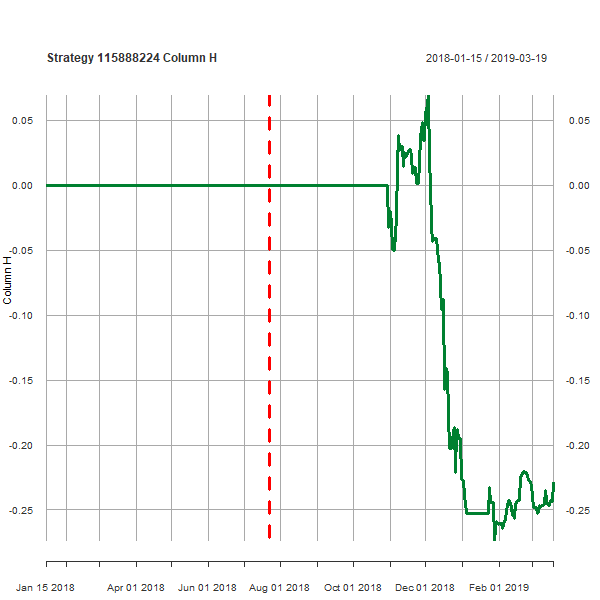 Strategy 115888224 Column H 2018-01-15 / 2019-03-19
0.05 0.05
0.00 0.00
-0.05 -0.05
Column H
-0.10 -0.10
-0.15 -0.15
-0.20 -0.20
-0.25 -0.25
Jan 15 2018 Apr 01 2018 Jun 01 2018 Aug 01 2018 Oct 01 2018 Dec 01 2018 Feb 01 2019